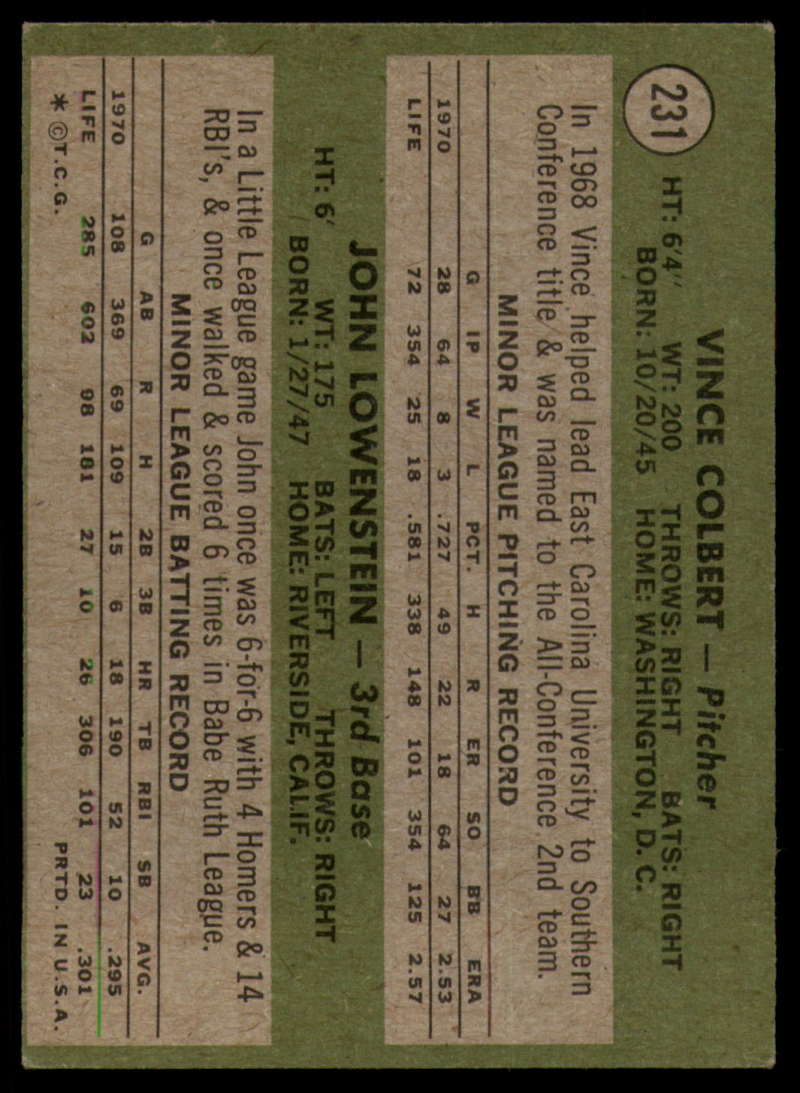 231
VINCE COLBERT — Pitcher
HT: 6'4" WT: 200 THROWS: RIGHT BATS: RIGHT
BORN: 10/20/45 HOME: WASHINGTON, D. C.
In 1968 Vince helped lead East Carolina University to Southern
Conference title & was named to the All-Conference 2nd team.
MINOR LEAGUE PITCHING RECORD
G IP W L PCT. H R ER SO BB ERA
1970 28 64 8 3 .727 49 22 18 64 27 2.53
LIFE 72 354 25 18 .581 338 148 101 354 125 2.57
JOHN LOWENSTEIN — 3rd Base
HT: 6' WT: 175 BATS: LEFT THROWS: RIGHT
BORN: 1/27/47 HOME: RIVERSIDE, CALIF.
In a Little League game John once was 6-for-6 with 4 Homers & 14
RBI's, & once walked & scored 6 times in Babe Ruth League.
MINOR LEAGUE BATTING RECORD
G AB R H 2B 3B HR TB RBI SB AVG.
1970 108 369 69 109 15 6 18 190 52 10 .295
LIFE 285 602 98 181 27 10 26 306 101 23 .301
* ©T.C.G. PRTD. IN U.S.A.